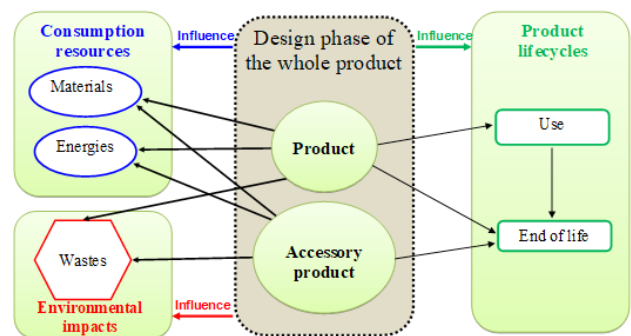 Consumption
resources
Materials
Energies
Influence
Design phase of
the whole product
Product
Accessory
product
Influence
Product
lifecycles
Use
End of life
Wastes
Environmental
impacts
Influence